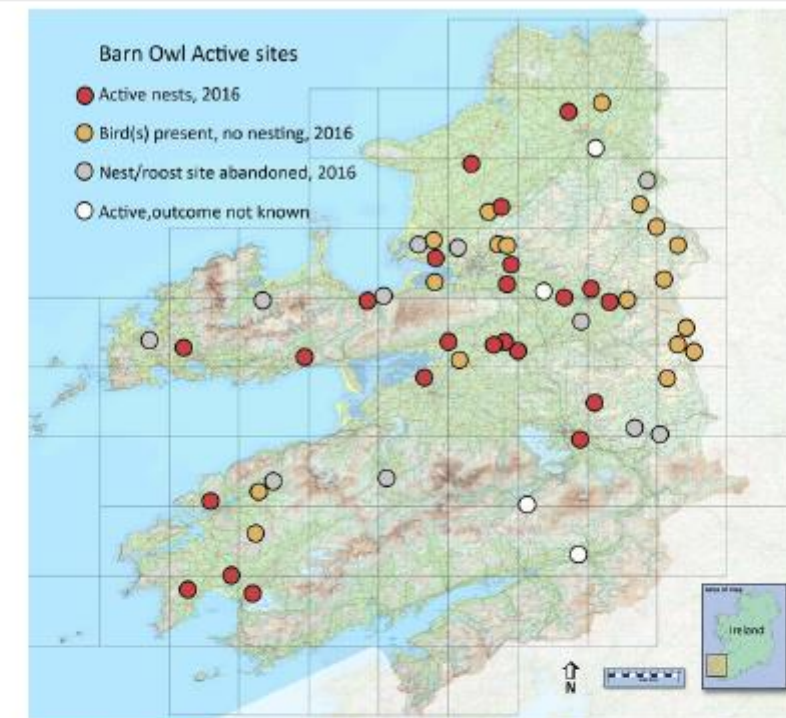 Barn Owl Active sites
Active nests, 2016
Bird(s) present, no nesting, 2016
Nest/roost site abandoned, 2016
Active,outcome not known
Ireland
N